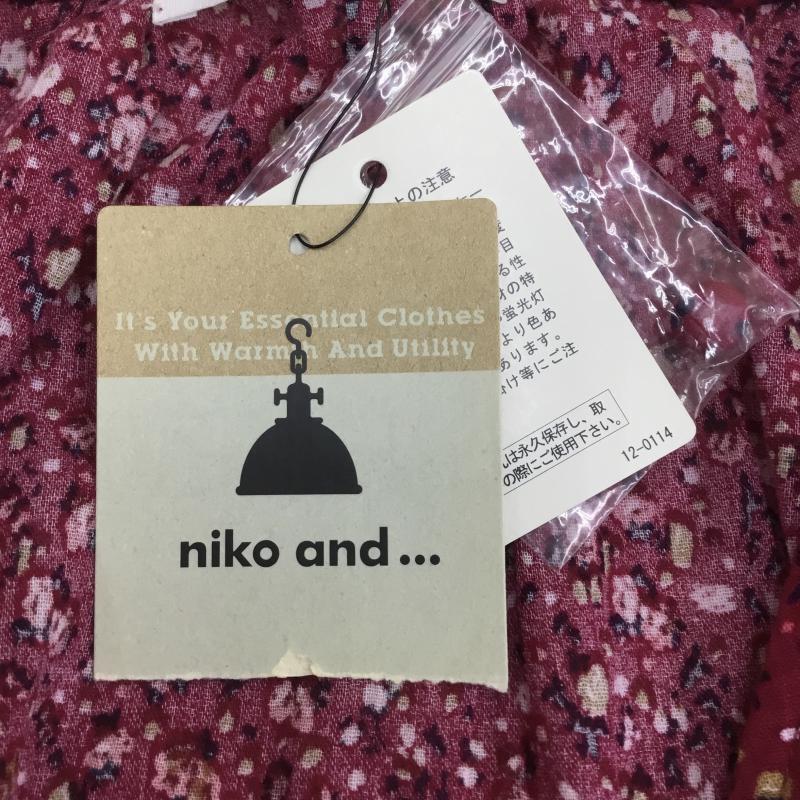 It's Your Essential Clothes
With Warmth And Utility
niko and...
の注意
目
る性
の特
蛍光灯
より色あ
あります。
け等にご注
は永久保存し、取
の際にご使用下さい。
12-0114